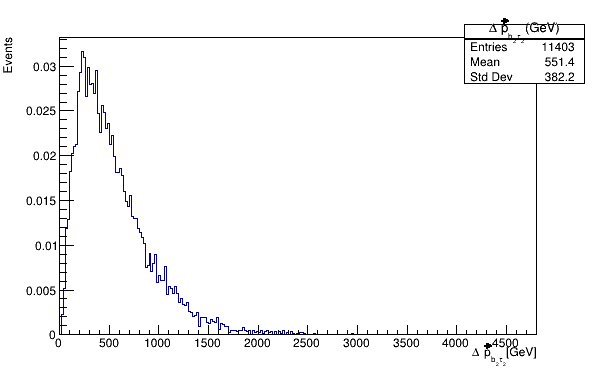 Δ p⃗ b₂τ₂ (GeV)
Entries 11403
Mean 551.4
Std Dev 382.2
Events
0.03
0.025
0.02
0.015
0.01
0.005
0
0 500 1000 1500 2000 2500 3000 3500 4000 4500
Δ p⃗ b₂τ₂ [GeV]